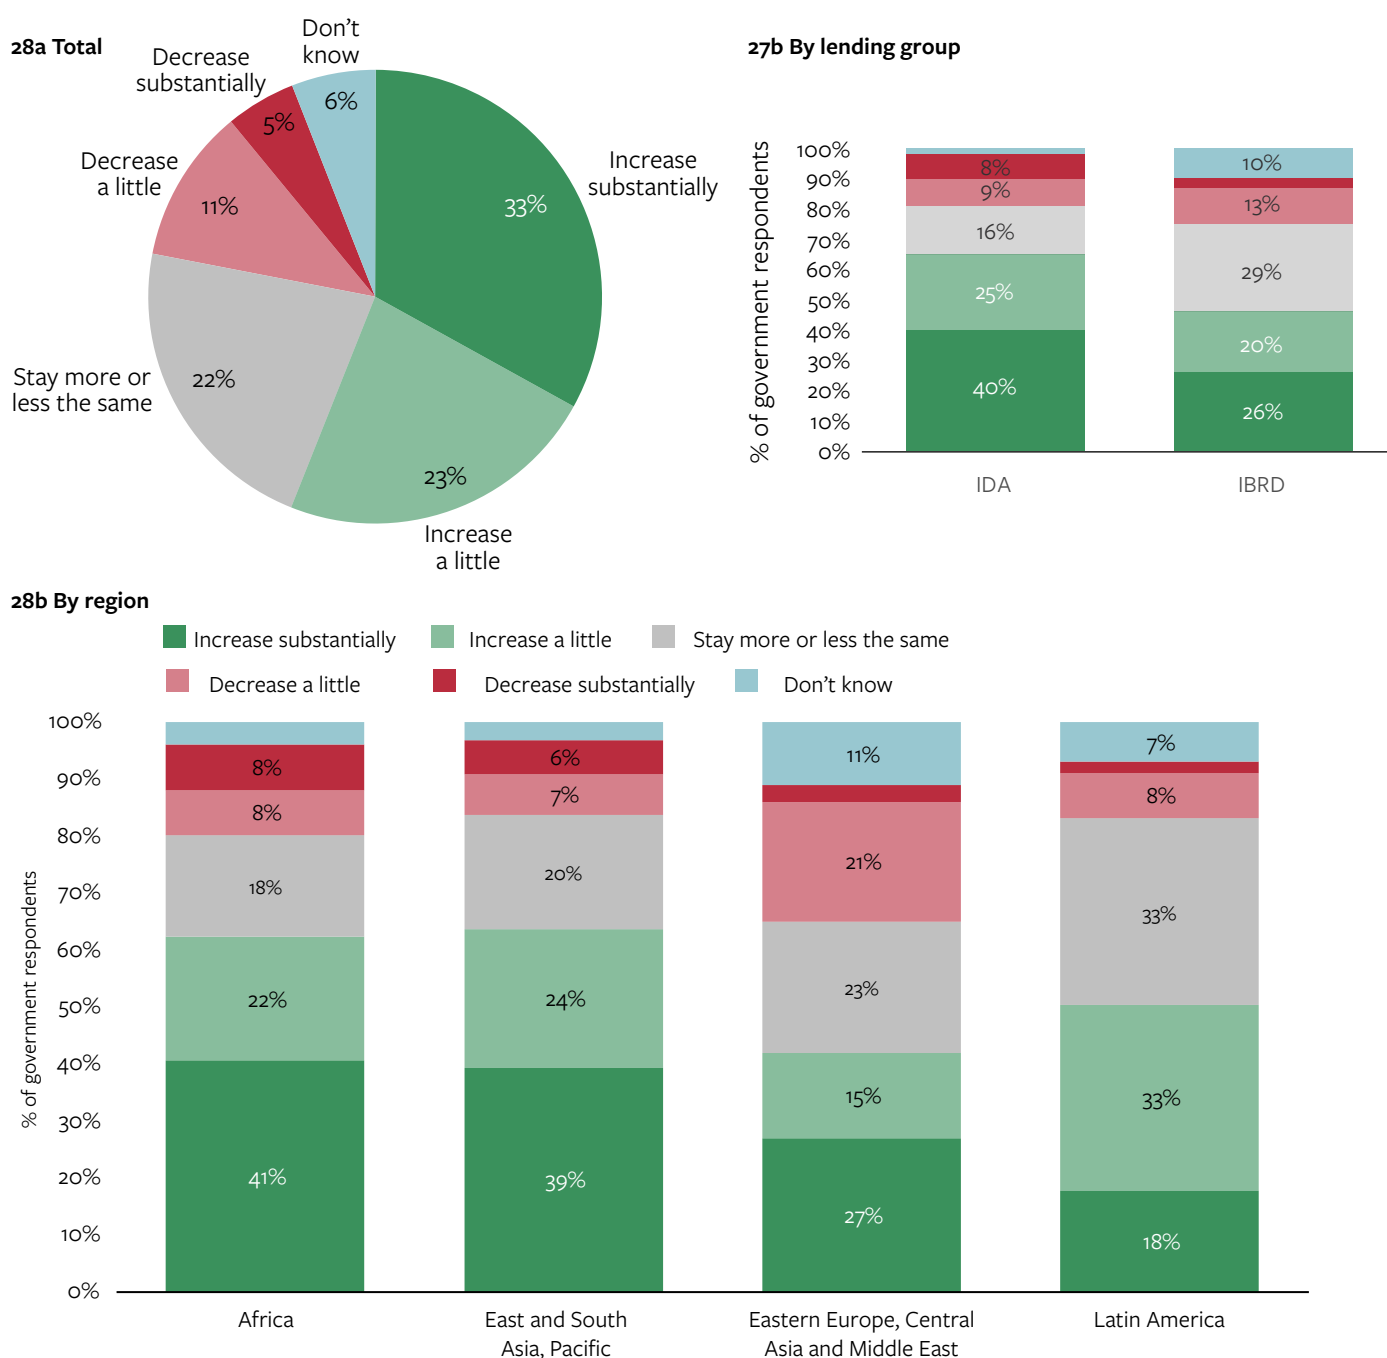 28a Total
Don't
know
Decrease
substantially
6%
5%
Decrease
a little
11%
Increase
substantially
33%
Stay more or
less the same
22%
23%
Increase
a little
27b By lending group
% of government respondents
100%
90%
80%
70%
60%
50%
40%
30%
20%
10%
0%
8%
9%
16%
25%
40%
10%
13%
29%
20%
26%
IDA
IBRD
28b By region
Increase substantially
Increase a little
Stay more or less the same
Decrease a little
Decrease substantially
Don't know
% of government respondents
100%
90%
80%
70%
60%
50%
40%
30%
20%
10%
0%
8%
8%
18%
22%
41%
6%
7%
20%
24%
39%
11%
21%
23%
15%
27%
7%
8%
33%
33%
18%
Africa
East and South
Asia, Pacific
Eastern Europe, Central
Asia and Middle East
Latin America